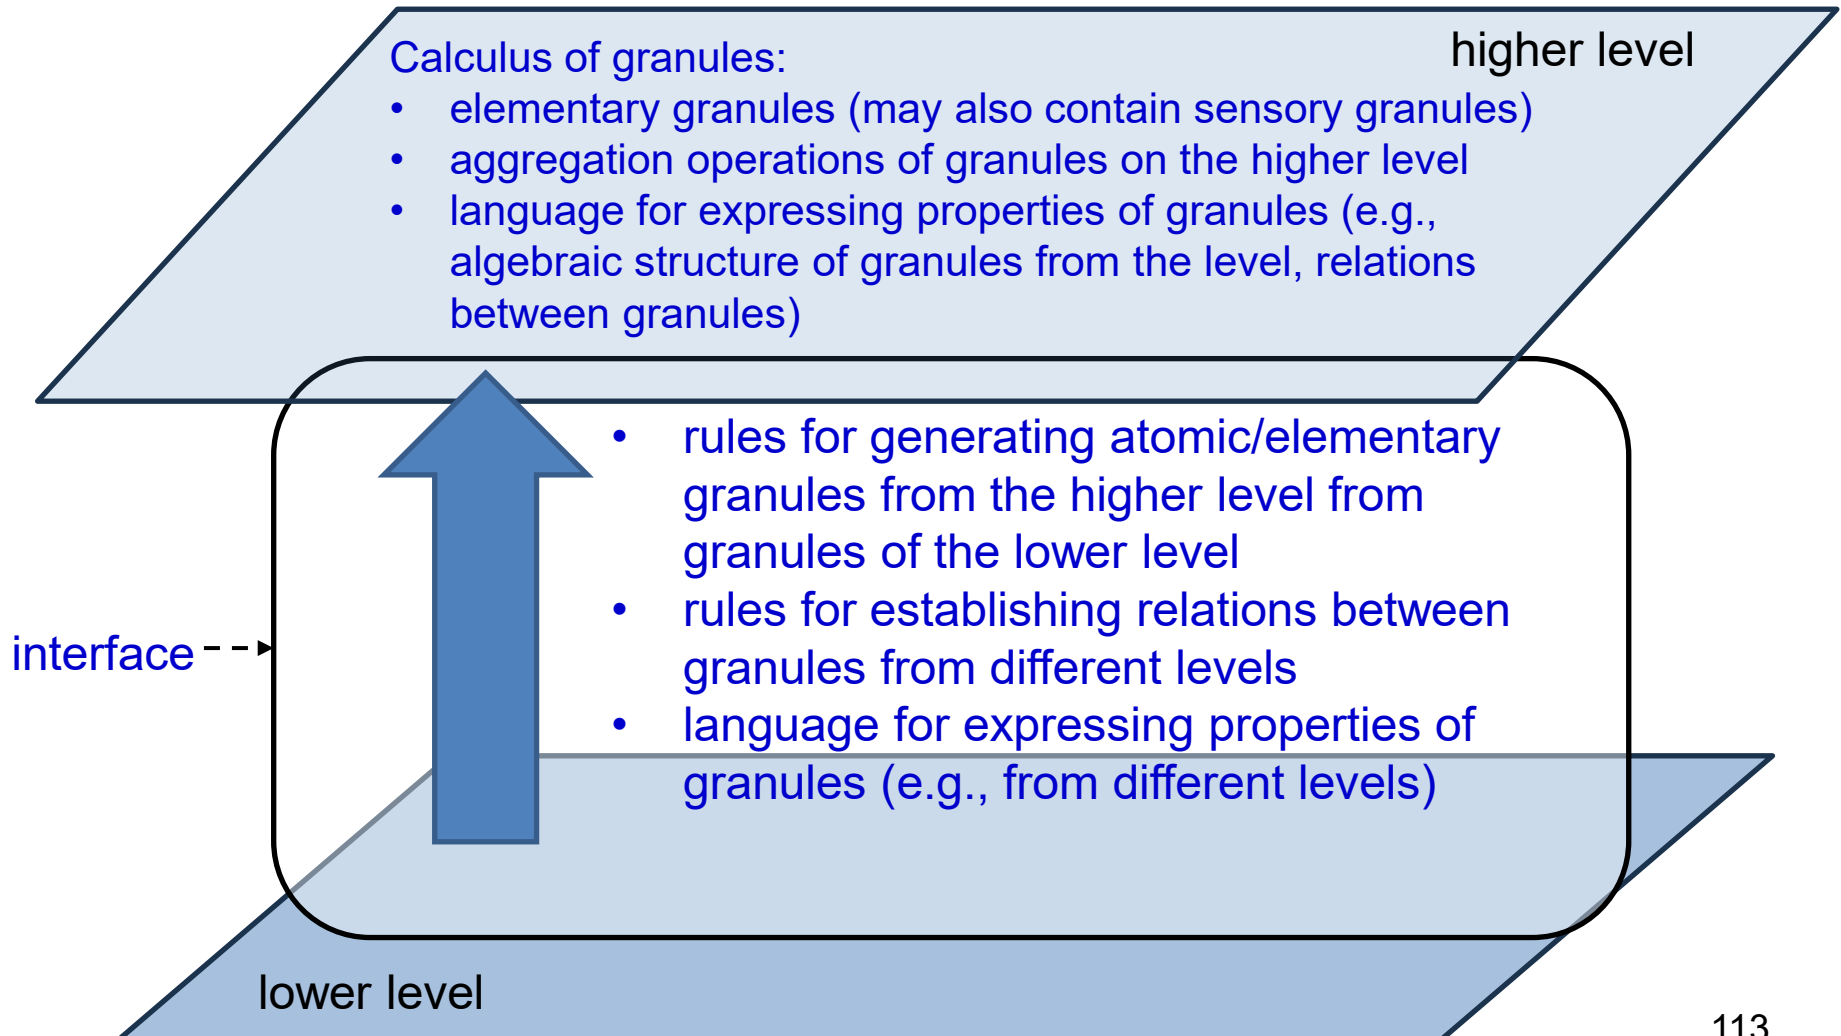 higher level
Calculus of granules:
• elementary granules (may also contain sensory granules)
• aggregation operations of granules on the higher level
• language for expressing properties of granules (e.g.,
algebraic structure of granules from the level, relations
between granules)
• rules for generating atomic/elementary
granules from the higher level from
granules of the lower level
• rules for establishing relations between
granules from different levels
• language for expressing properties of
granules (e.g., from different levels)
interface
lower level
113